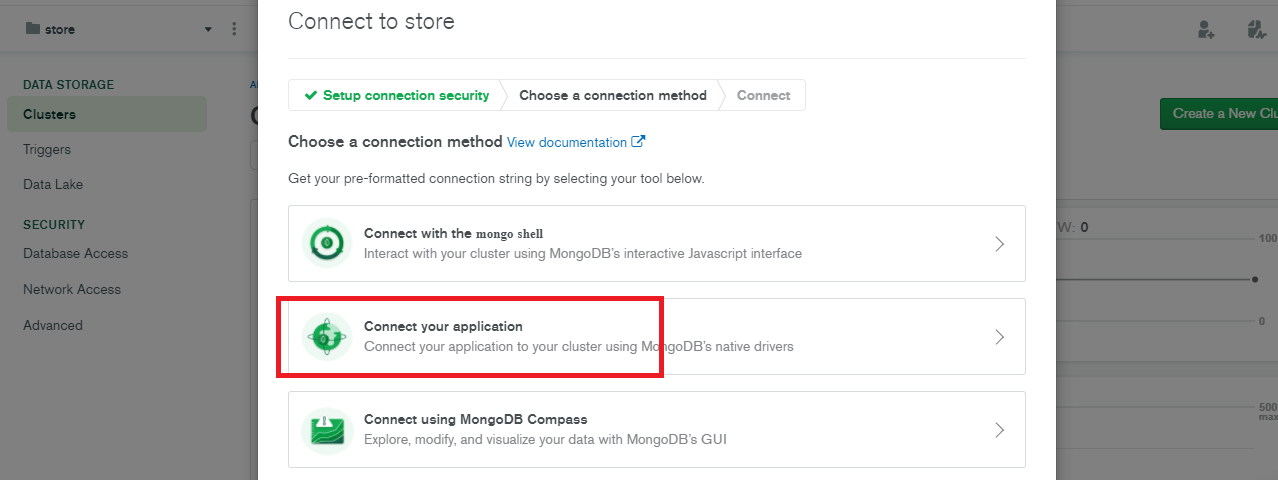 Connect to store
store
DATA STORAGE
Clusters
Triggers
Data Lake
SECURITY
Database Access
Network Access
Advanced
Setup connection security
Choose a connection method
Connect
Choose a connection method View documentation
Get your pre-formatted connection string by selecting your tool below.
Connect with the mongo shell
Interact with your cluster using MongoDB's interactive Javascript interface
Connect your application
Connect your application to your cluster using MongoDB's native drivers
Connect using MongoDB Compass
Explore, modify, and visualize your data with MongoDB's GUI
Create a New Clu
W: 0
100
0
500
max